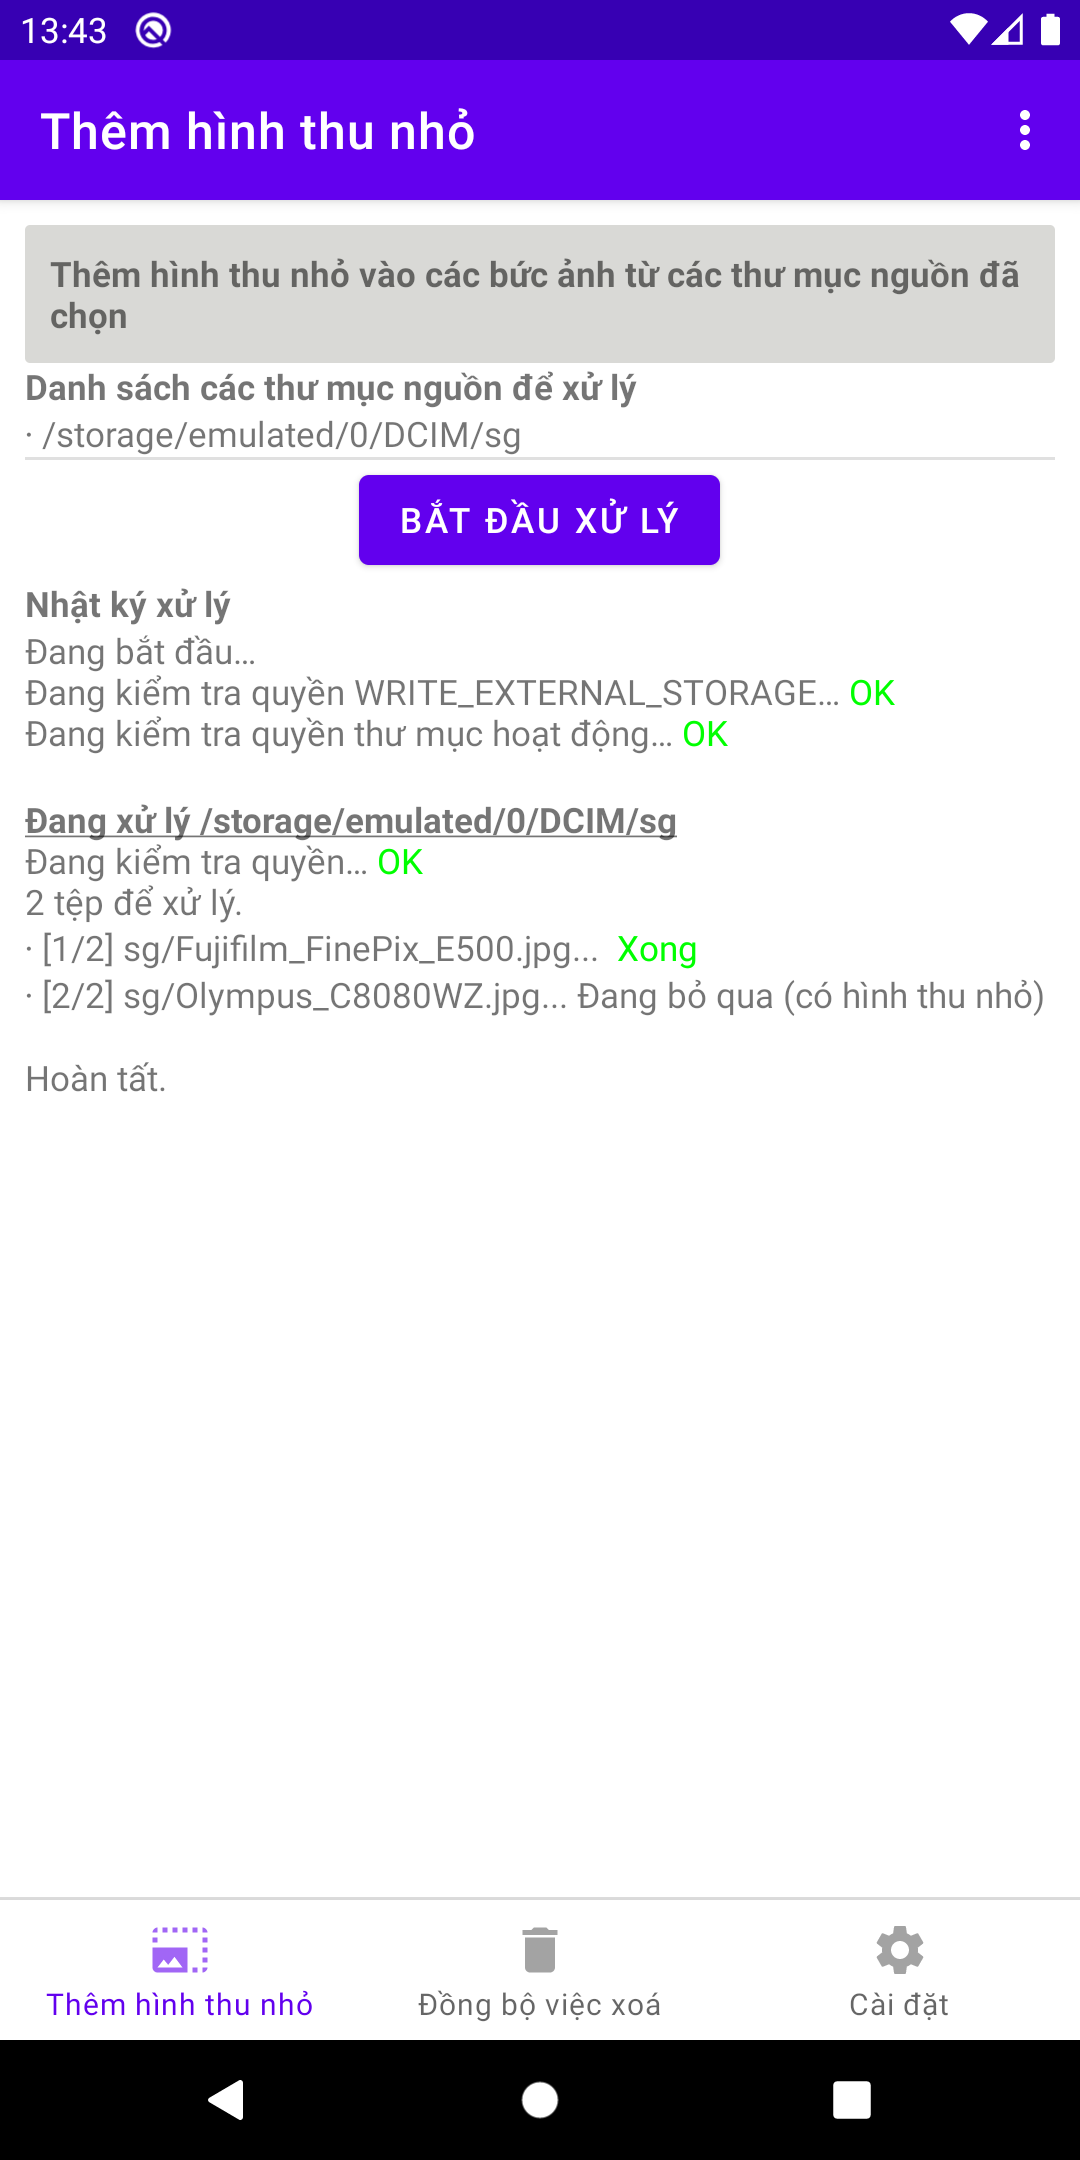 13:43
Thêm hình thu nhỏ
Thêm hình thu nhỏ vào các bức ảnh từ các thư mục nguồn đã
chọn
Danh sách các thư mục nguồn để xử lý
· /storage/emulated/0/DCIM/sg
BẮT ĐẦU XỬ LÝ
Nhật ký xử lý
Đang bắt đầu…
Đang kiểm tra quyền WRITE_EXTERNAL_STORAGE… OK
Đang kiểm tra quyền thư mục hoạt động… OK
Đang xử lý /storage/emulated/0/DCIM/sg
Đang kiểm tra quyền… OK
2 tệp để xử lý.
· [1/2] sg/Fujifilm_FinePix_E500.jpg... Xong
· [2/2] sg/Olympus_C8080WZ.jpg... Đang bỏ qua (có hình thu nhỏ)
Hoàn tất.
Thêm hình thu nhỏ
Đồng bộ việc xoá
Cài đặt